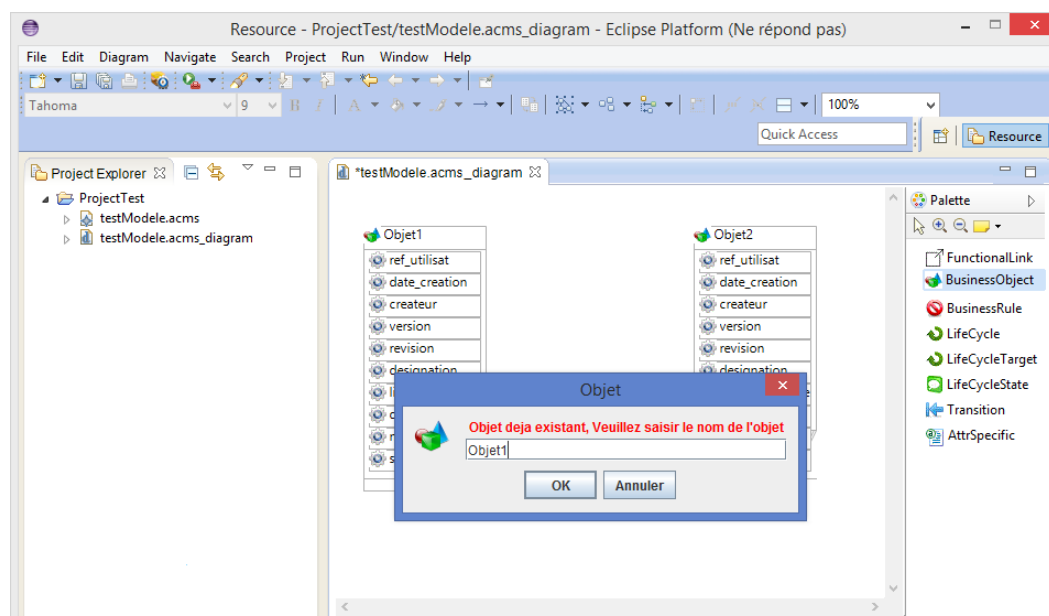 Resource - ProjectTest/testModele.acms_diagram - Eclipse Platform (Ne répond pas)
File Edit Diagram Navigate Search Project Run Window Help
Tahoma 9 B I A 100%
Quick Access Resource
Project Explorer
*testModele.acms_diagram
Palette
ProjectTest
testModele.acms
testModele.acms_diagram
Objet1
ref_utilisat
date_creation
createur
version
revision
designation
Objet2
ref_utilisat
date_creation
createur
version
revision
designation
FunctionalLink
BusinessObject
BusinessRule
LifeCycle
LifeCycleTarget
LifeCycleState
Transition
AttrSpecific
Objet
Objet deja existant, Veuillez saisir le nom de l'objet
Objet1
OK Annuler